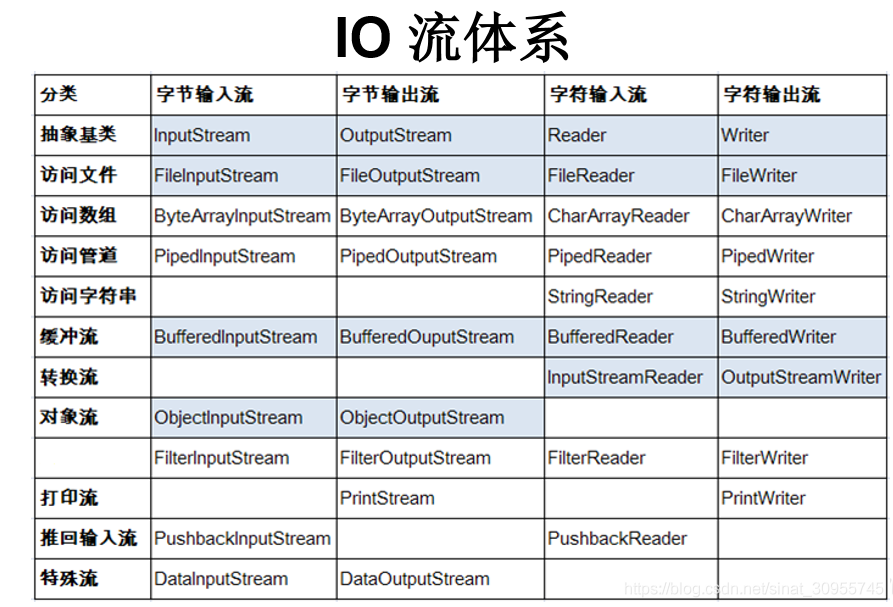 IO 流体系
分类 字节输入流 字节输出流 字符输入流 字符输出流
抽象基类 InputStream OutputStream Reader Writer
访问文件 FileInputStream FileOutputStream FileReader FileWriter
访问数组 ByteArrayInputStream ByteArrayOutputStream CharArrayReader CharArrayWriter
访问管道 PipedInputStream PipedOutputStream PipedReader PipedWriter
访问字符串 StringReader StringWriter
缓冲流 BufferedInputStream BufferedOuputStream BufferedReader BufferedWriter
转换流 InputStreamReader OutputStreamWriter
对象流 ObjectInputStream ObjectOutputStream
FilterInputStream FilterOutputStream FilterReader FilterWriter
打印流 PrintStream PrintWriter
推回输入流 PushbackInputStream PushbackReader
特殊流 DataInputStream DataOutputStream